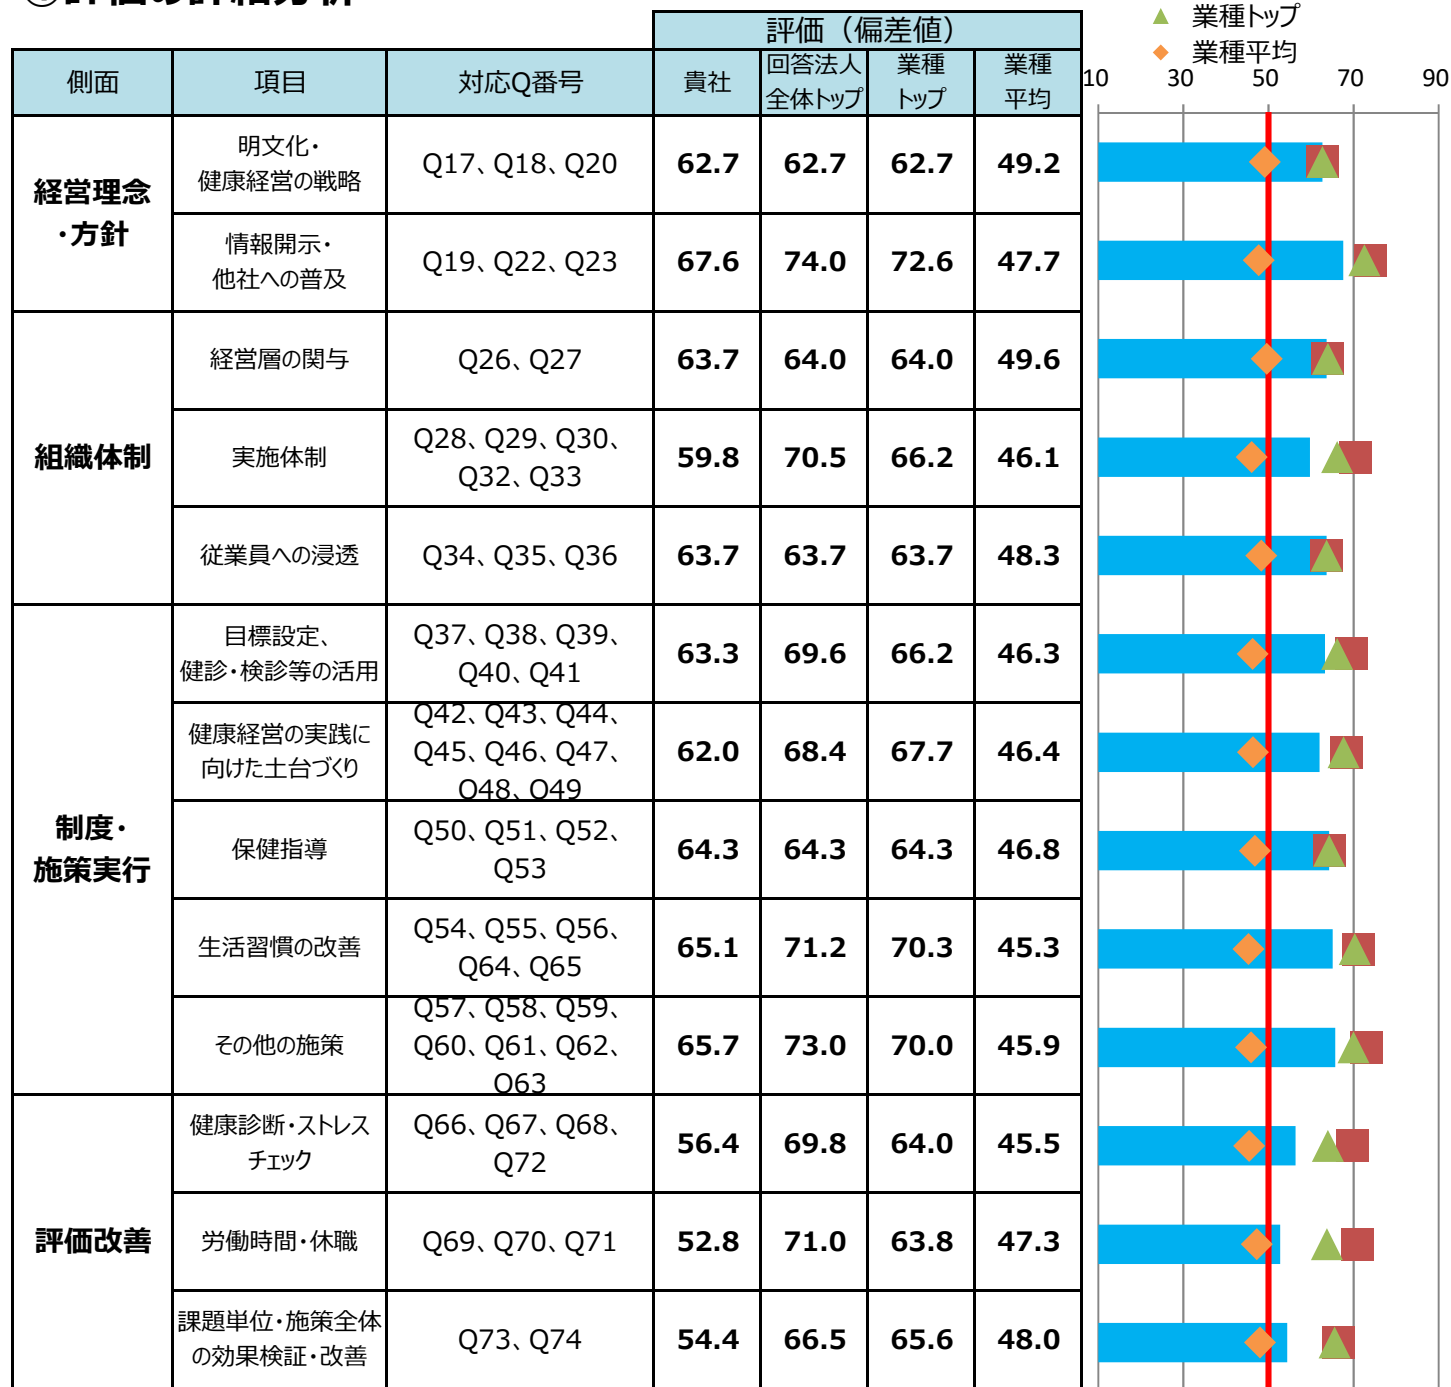 評価（偏差値）
側面 項目 対応Q番号 貴社 回答法人 業種 業種
全体トップ トップ 平均
経営理念
・方針
明文化・
健康経営の戦略
Q17、Q18、Q20 62.7 62.7 62.7 49.2
情報開示・
他社への普及
Q19、Q22、Q23 67.6 74.0 72.6 47.7
組織体制
経営層の関与 Q26、Q27 63.7 64.0 64.0 49.6
実施体制
Q28、Q29、Q30、
Q32、Q33
59.8 70.5 66.2 46.1
従業員への浸透 Q34、Q35、Q36 63.7 63.7 63.7 48.3
制度・
施策実行
目標設定、
健診・検診等の活用
Q37、Q38、Q39、
Q40、Q41
63.3 69.6 66.2 46.3
健康経営の実践に
向けた土台づくり
Q42、Q43、Q44、
Q45、Q46、Q47、
Q48、Q49
62.0 68.4 67.7 46.4
保健指導
Q50、Q51、Q52、
Q53
64.3 64.3 64.3 46.8
生活習慣の改善
Q54、Q55、Q56、
Q64、Q65
65.1 71.2 70.3 45.3
その他の施策
Q57、Q58、Q59、
Q60、Q61、Q62、
Q63
65.7 73.0 70.0 45.9
評価改善
健康診断・ストレス
チェック
Q66、Q67、Q68、
Q72
56.4 69.8 64.0 45.5
労働時間・休職 Q69、Q70、Q71 52.8 71.0 63.8 47.3
課題単位・施策全体
の効果検証・改善
Q73、Q74 54.4 66.5 65.6 48.0
業種トップ
業種平均
10 30 50 70 90